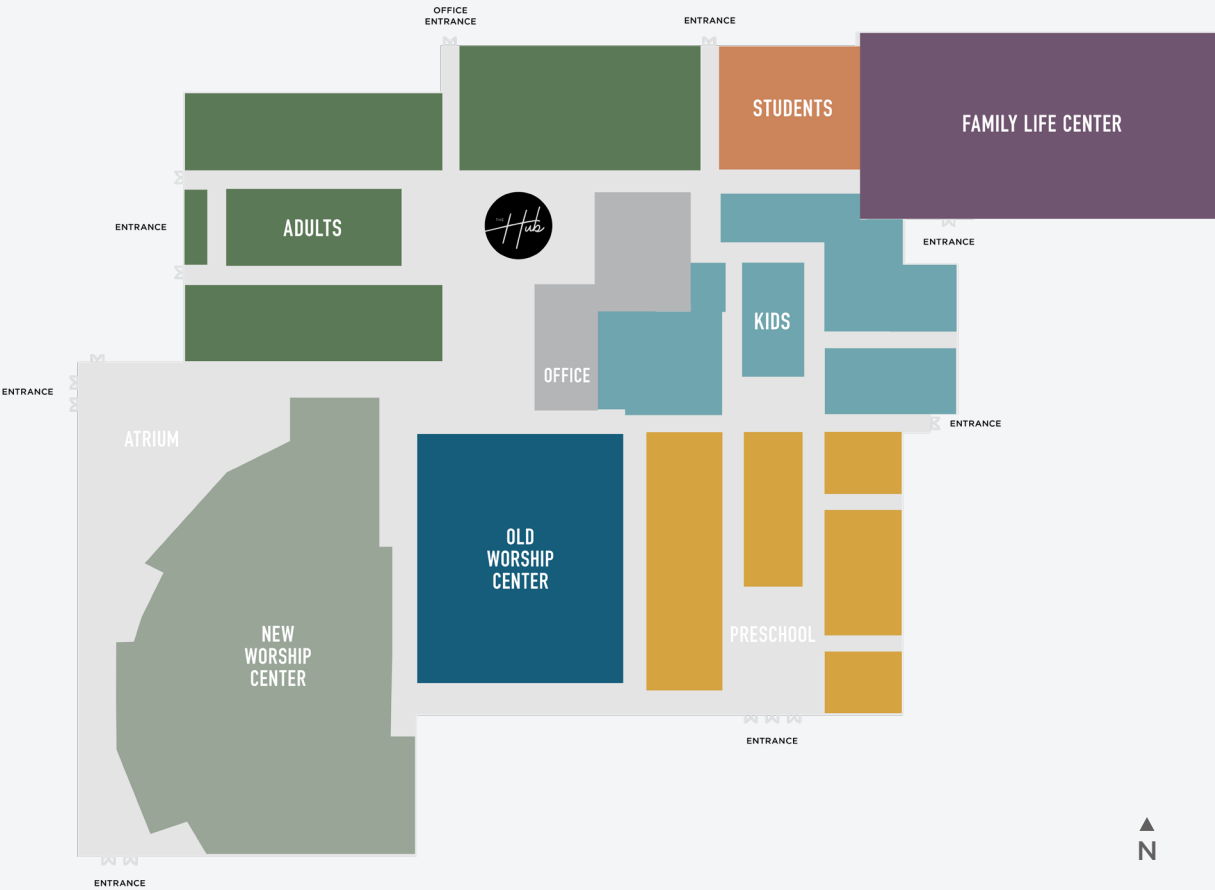 OFFICE
ENTRANCE
ENTRANCE
STUDENTS
FAMILY LIFE CENTER
ENTRANCE
ADULTS
THE
Hub
ENTRANCE
KIDS
OFFICE
ENTRANCE
ATRIUM
ENTRANCE
OLD
WORSHIP
CENTER
NEW
WORSHIP
CENTER
PRESCHOOL
ENTRANCE
N
ENTRANCE